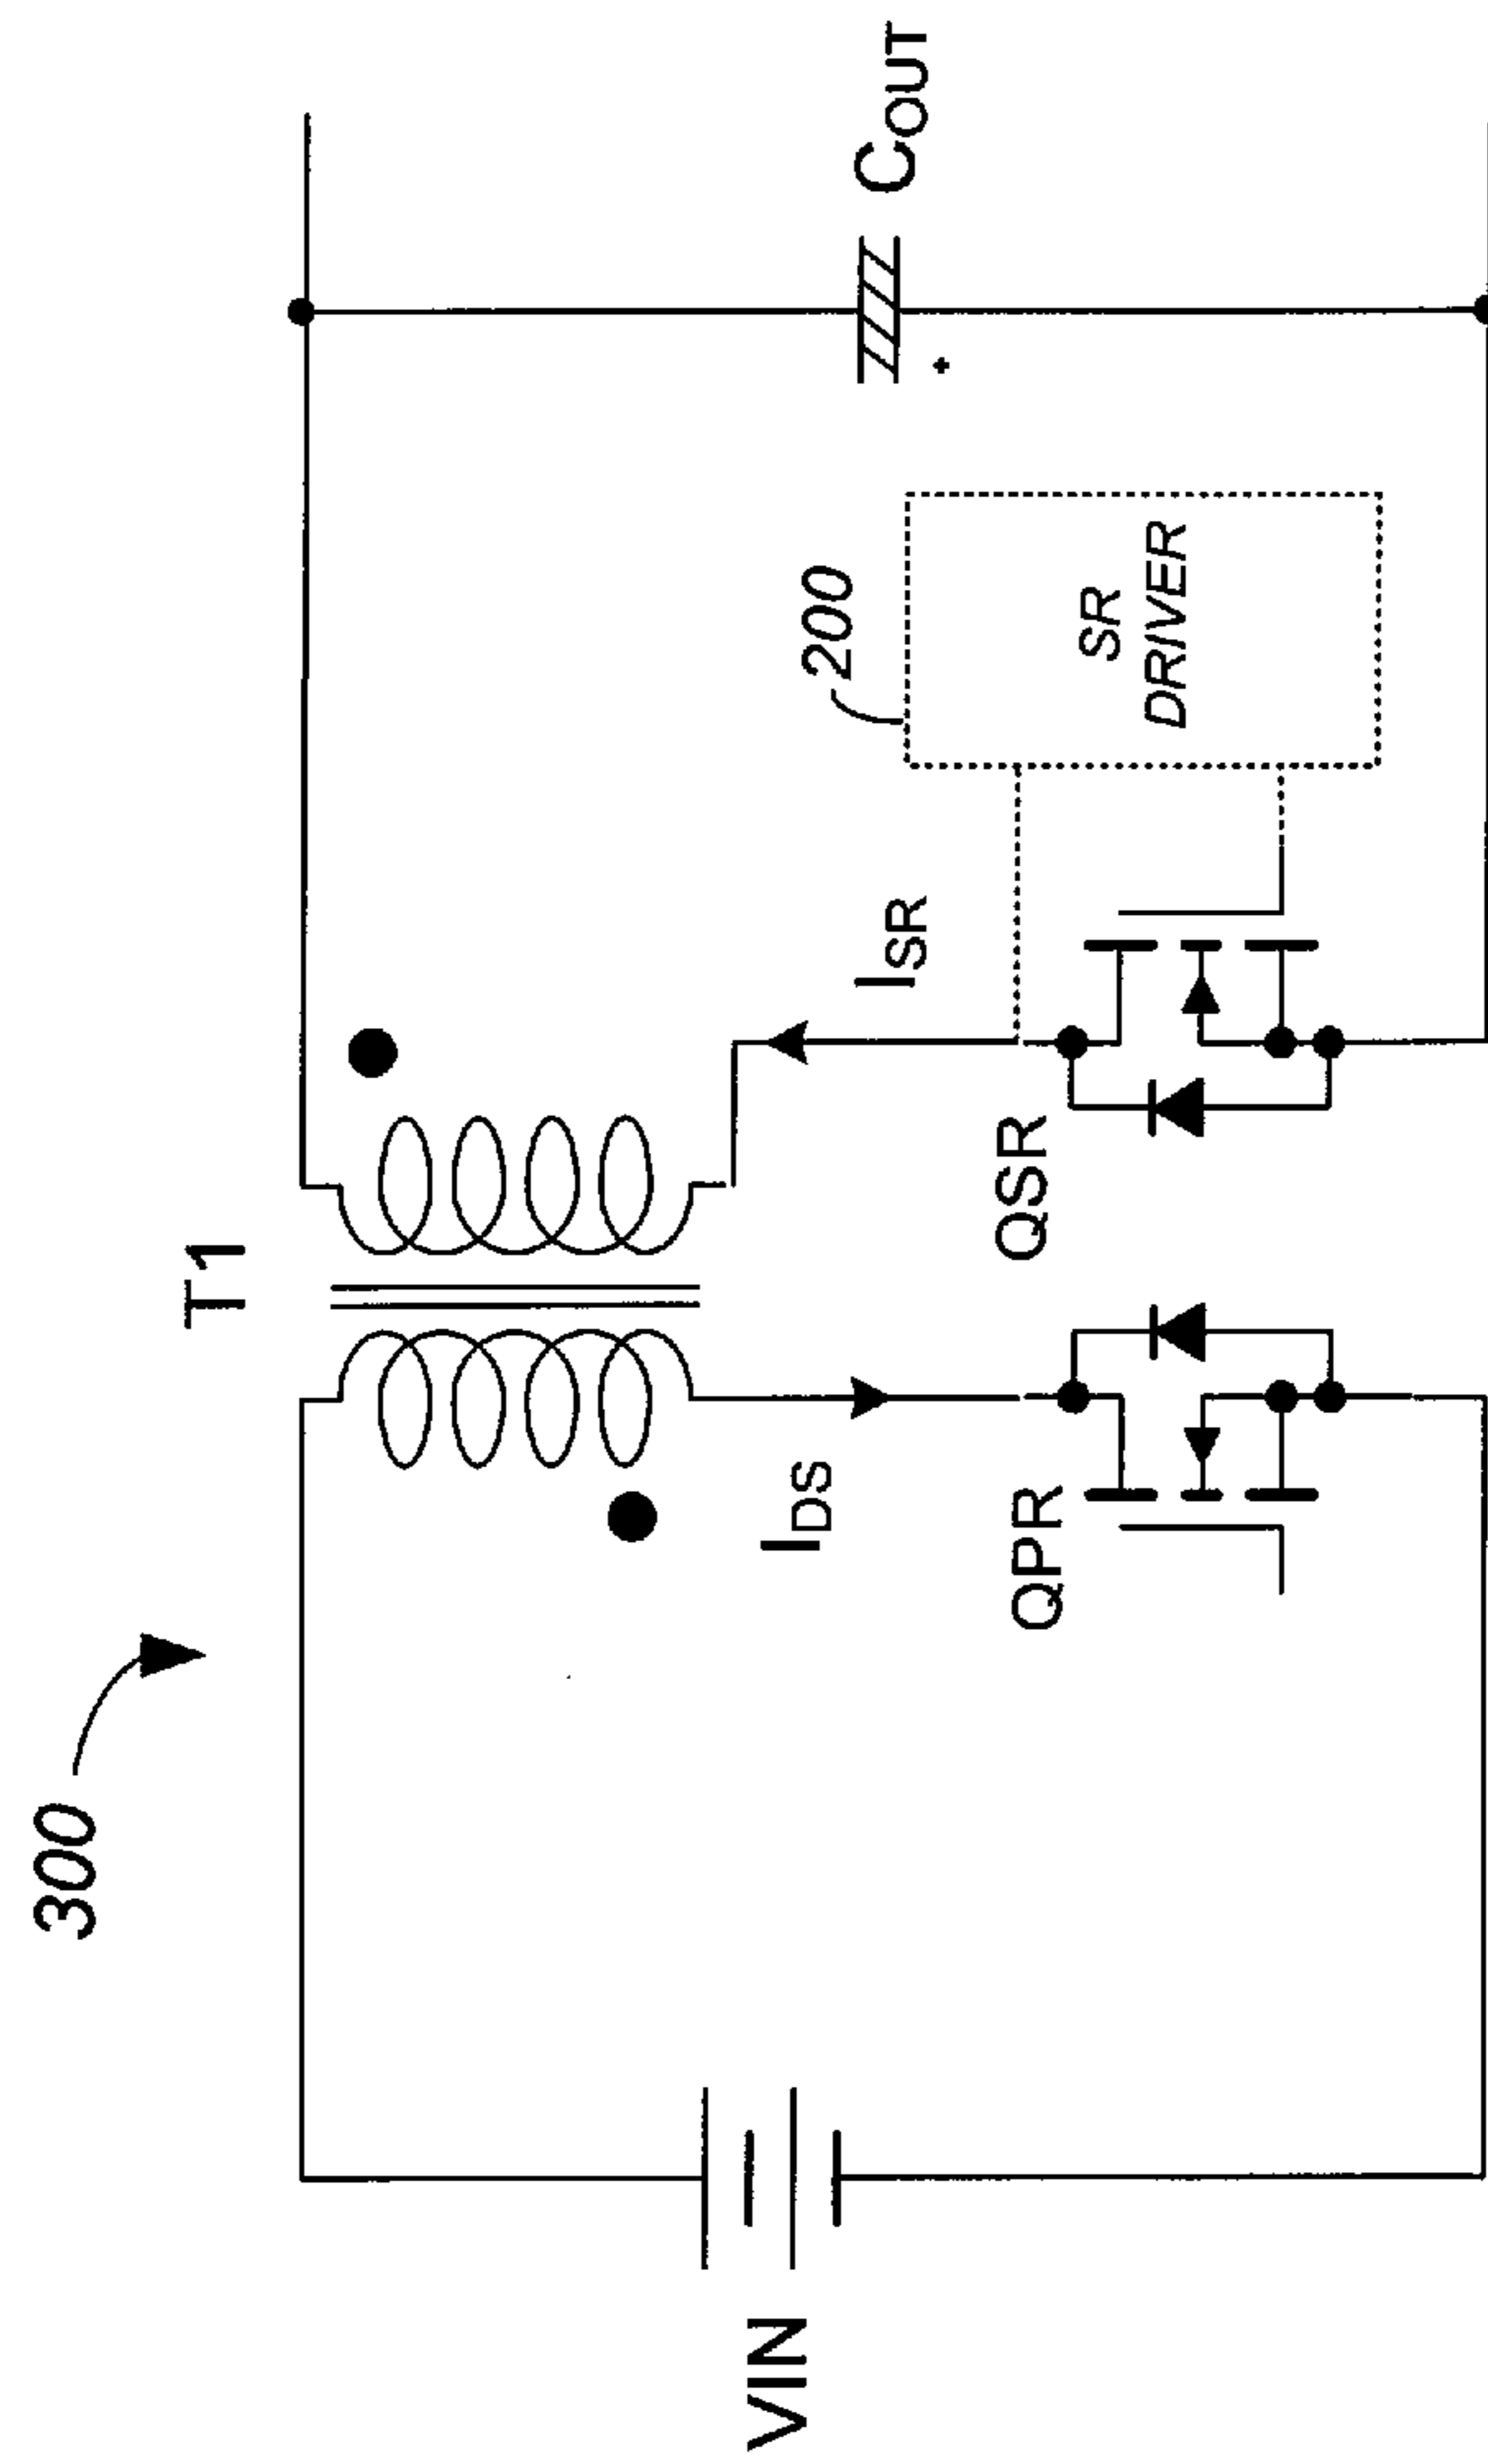 300
T1
VIN
IDS
QPR
QSR
ISR
200
SR
DRIVER
COUT
+